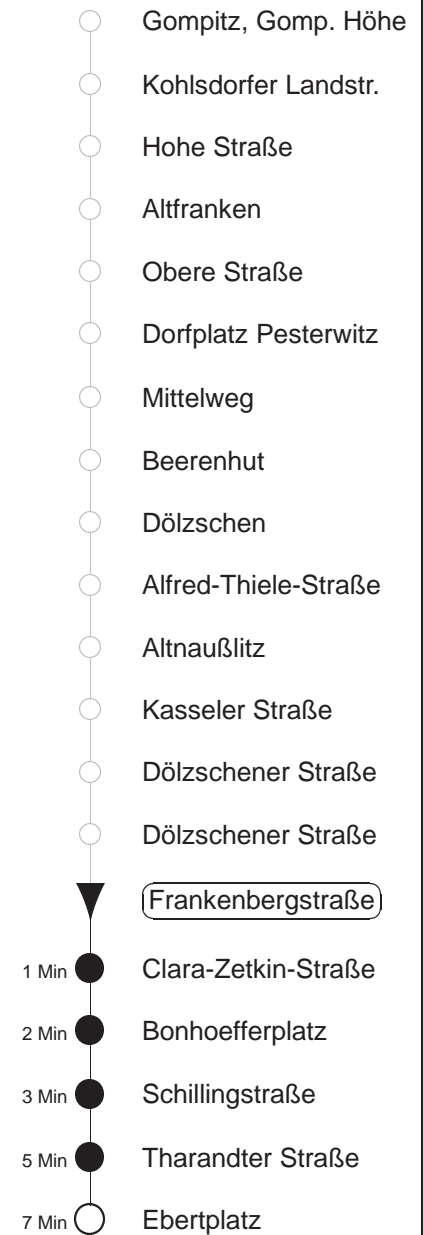 Gompitz, Gomp. Höhe
Kohlsdorfer Landstr.
Hohe Straße
Altfranken
Obere Straße
Dorfplatz Pesterwitz
Mittelweg
Beerenhut
Dölzschen
Alfred-Thiele-Straße
Altnaußlitz
Kasseler Straße
Dölzschener Straße
Dölzschener Straße
Frankenbergstraße
1 Min Clara-Zetkin-Straße
2 Min Bonhoefferplatz
3 Min Schillingstraße
5 Min Tharandter Straße
7 Min Ebertplatz